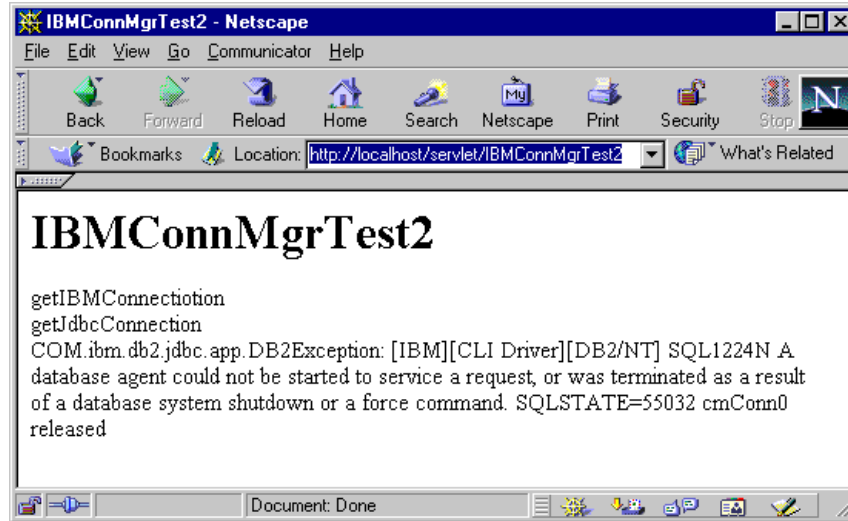 IBMConnMgrTest2 - Netscape
File Edit View Go Communicator Help
Back Forward Reload Home Search Netscape Print Security Stop
My
N
Bookmarks Location: http://localhost/servlet/IBMConnMgrTest2 What's Related
IBMConnMgrTest2
getIBMConnectiotion
getJdbcConnection
COM.ibm.db2.jdbc.app.DB2Exception: [IBM][CLI Driver][DB2/NT] SQL1224N A
database agent could not be started to service a request, or was terminated as a result
of a database system shutdown or a force command. SQLSTATE=55032 cmConn0
released
Document: Done